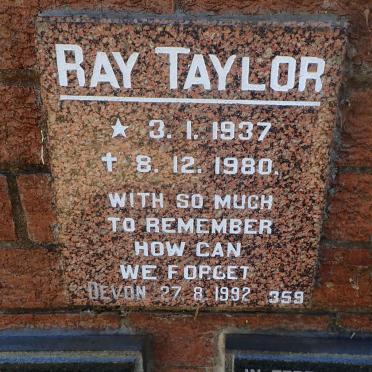 RAY TAYLOR
★ 3. 1. 1937
✝ 8. 12. 1980.
WITH SO MUCH
TO REMEMBER
HOW CAN
WE FORGET
DEVON 27 8 1992 359